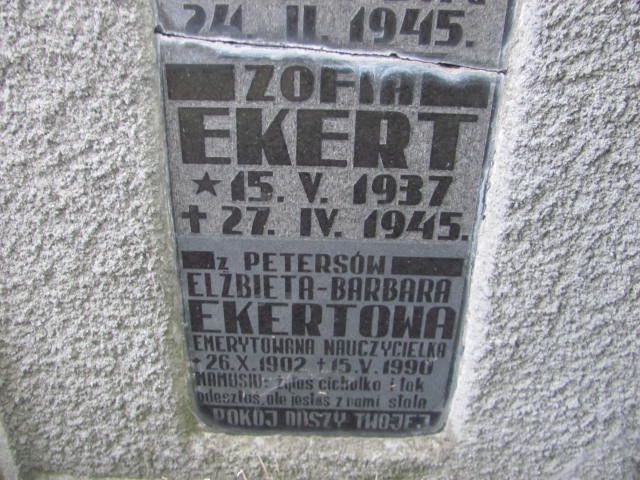 24. II. 1945.
ZOFIA
EKERT
★ 15. V. 1937
✝ 27. IV. 1945.
z PETERSÓW
ELŻBIETA-BARBARA
EKERTOWA
EMERYTOWANA NAUCZYCIELKA
* 26.X.1902 ✝ 15.V.1990
MAMUSIU: żyłaś cichutko i tak
odeszłaś, ale jesteś z nami stale
POKÓJ DUSZY TWOJEJ